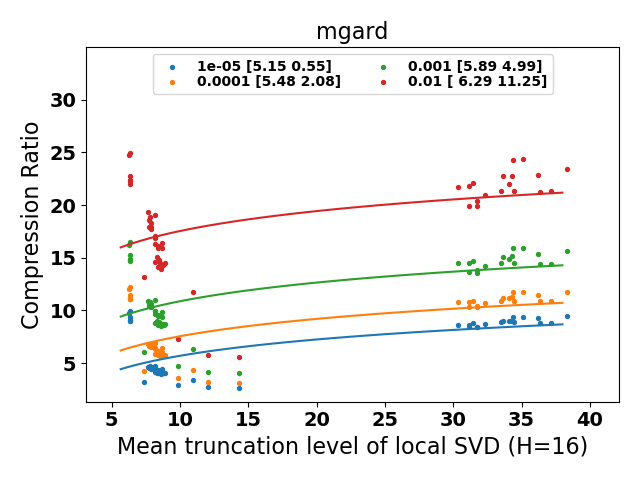 mgard
1e-05 [5.15 0.55]
0.0001 [5.48 2.08]
0.001 [5.89 4.99]
0.01 [ 6.29 11.25]
Compression Ratio
30
25
20
15
10
5
5 10 15 20 25 30 35 40
Mean truncation level of local SVD (H=16)